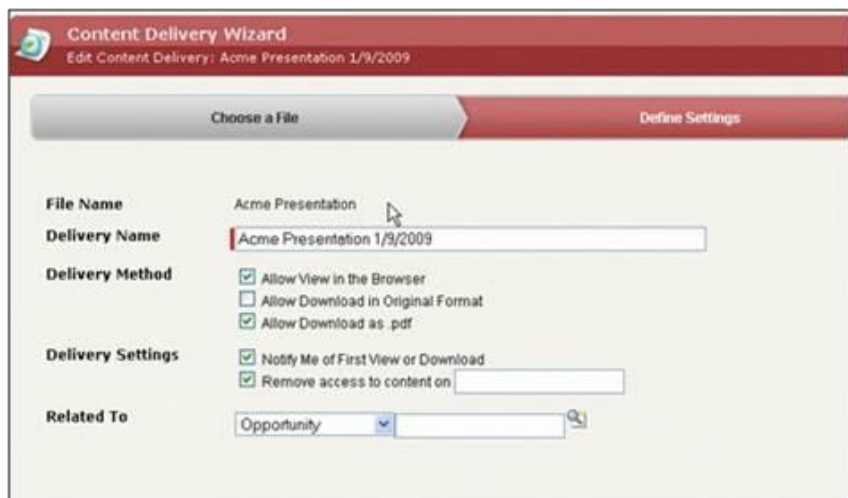 Content Delivery Wizard
Edit Content Delivery: Acme Presentation 1/9/2009
Choose a File Define Settings
File Name Acme Presentation
Delivery Name Acme Presentation 1/9/2009
Delivery Method Allow View in the Browser
Allow Download in Original Format
Allow Download as .pdf
Delivery Settings Notify Me of First View or Download
Remove access to content on
Related To Opportunity